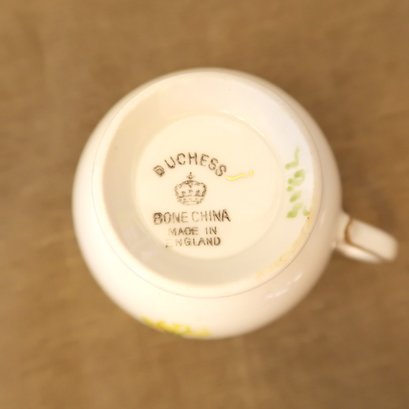 DUCHESS
BONE CHINA
MADE IN
ENGLAND